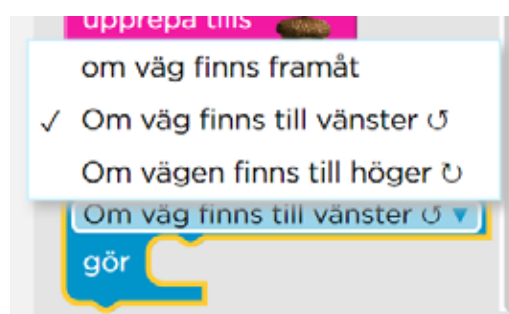 upprepa tills
om väg finns framåt
✓ Om väg finns till vänster ↺
Om vägen finns till höger ↻
Om väg finns till vänster ↺ ▼
gör